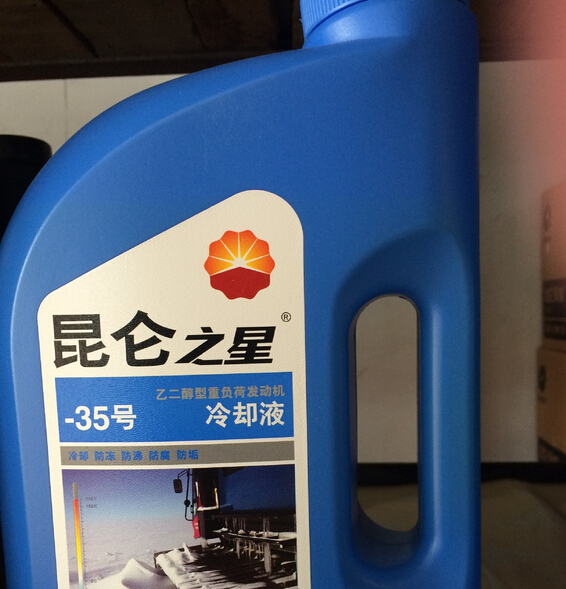 昆仑之星®
乙二醇型重负荷发动机
-35号 冷却液
冷却 防冻 防沸 防腐 防垢